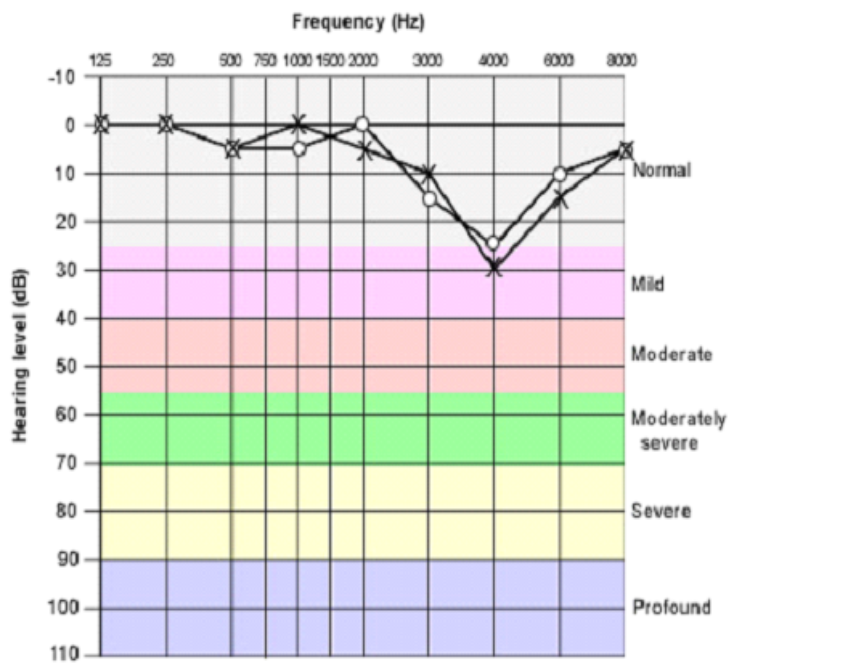 Frequency (Hz)
125 250 500 750 1000 1500 2000 3000 4000 6000 8000
-10
0
10
20
30
40
50
60
70
80
90
100
110
Hearing level (dB)
Normal
Mild
Moderate
Moderately
severe
Severe
Profound